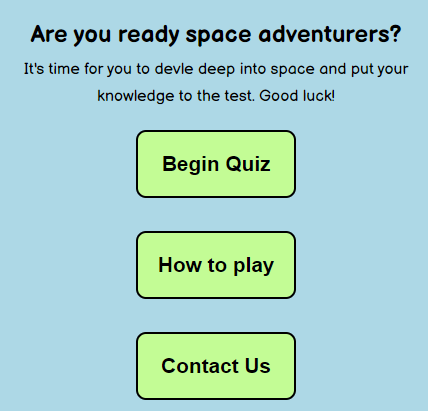 Are you ready space adventurers?
It's time for you to devle deep into space and put your
knowledge to the test. Good luck!
Begin Quiz
How to play
Contact Us